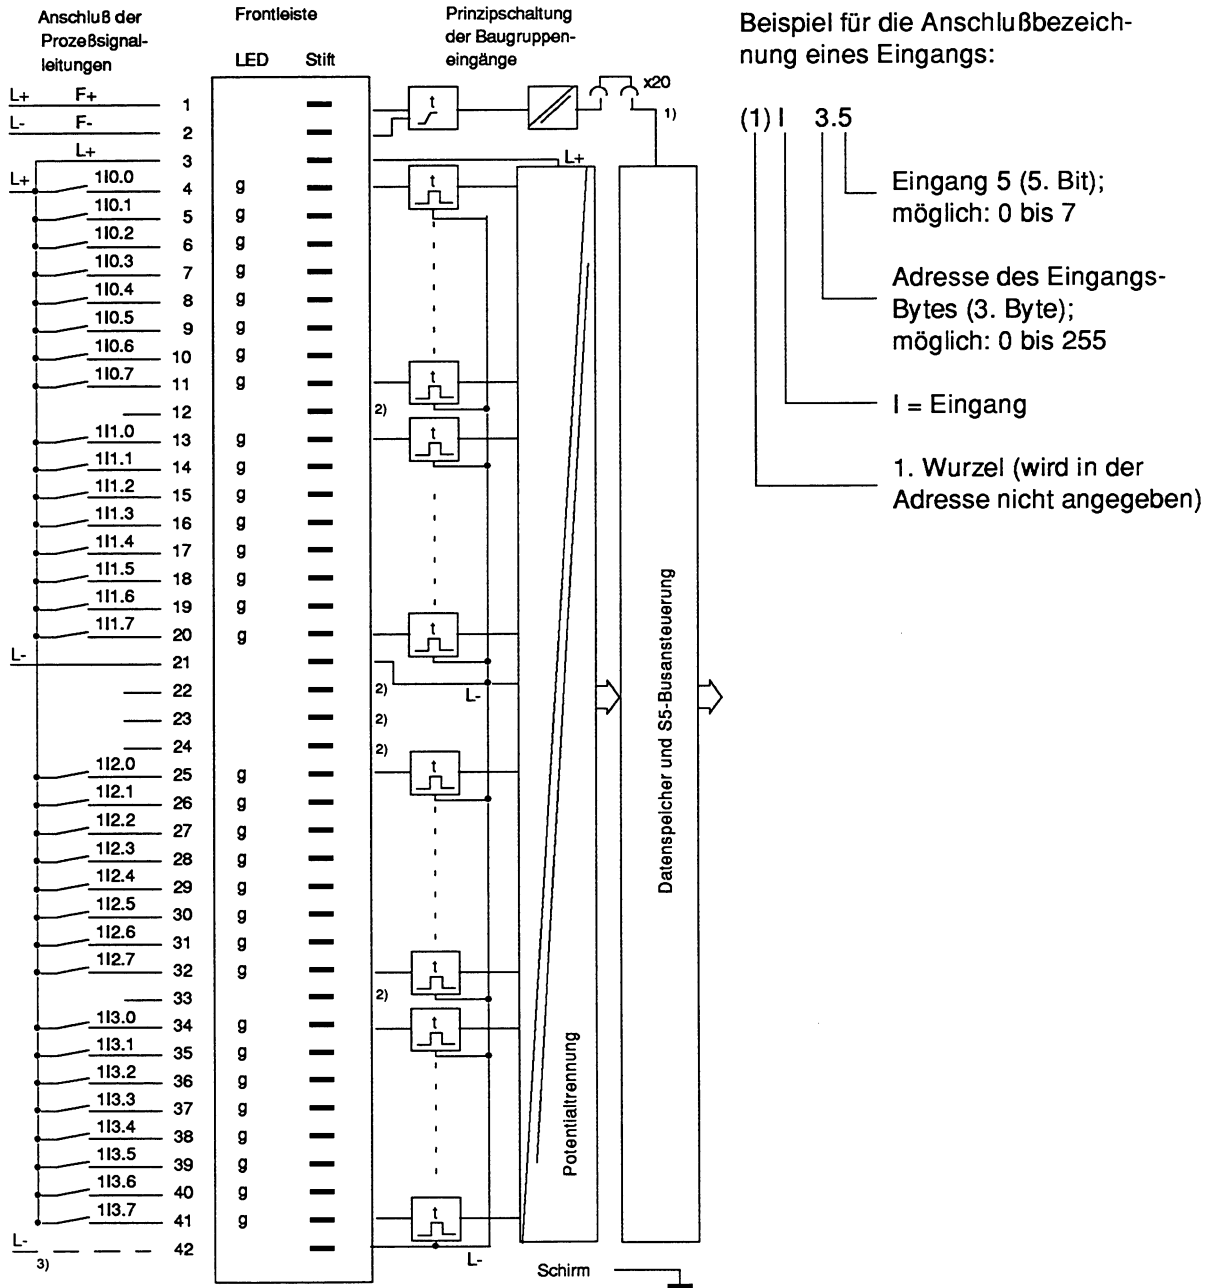 Anschluß der
Prozeßsignal-
leitungen
Frontleiste
LED Stift
Prinzipschaltung
der Baugruppen-
eingänge
x20
1)
L+ F+ 1
L- F- 2
L+ 3
L+
L+ 1I0.0 4 g
1I0.1 5 g
1I0.2 6 g
1I0.3 7 g
1I0.4 8 g
1I0.5 9 g
1I0.6 10 g
1I0.7 11 g
12 2)
1I1.0 13 g
1I1.1 14 g
1I1.2 15 g
1I1.3 16 g
1I1.4 17 g
1I1.5 18 g
1I1.6 19 g
1I1.7 20 g
L- 21 L-
22 2)
23 2)
24 2)
1I2.0 25 g
1I2.1 26 g
1I2.2 27 g
1I2.3 28 g
1I2.4 29 g
1I2.5 30 g
1I2.6 31 g
1I2.7 32 g
33 2)
1I3.0 34 g
1I3.1 35 g
1I3.2 36 g
1I3.3 37 g
1I3.4 38 g
1I3.5 39 g
1I3.6 40 g
1I3.7 41 g
L- 42 L-
3)
t
t
t
t
t
t
t
t
t
Potentialtrennung
Datenspeicher und S5-Busansteuerung
Schirm
Beispiel für die Anschlußbezeich-
nung eines Eingangs:
(1) I 3.5
Eingang 5 (5. Bit);
möglich: 0 bis 7
Adresse des Eingangs-
Bytes (3. Byte);
möglich: 0 bis 255
I = Eingang
1. Wurzel (wird in der
Adresse nicht angegeben)